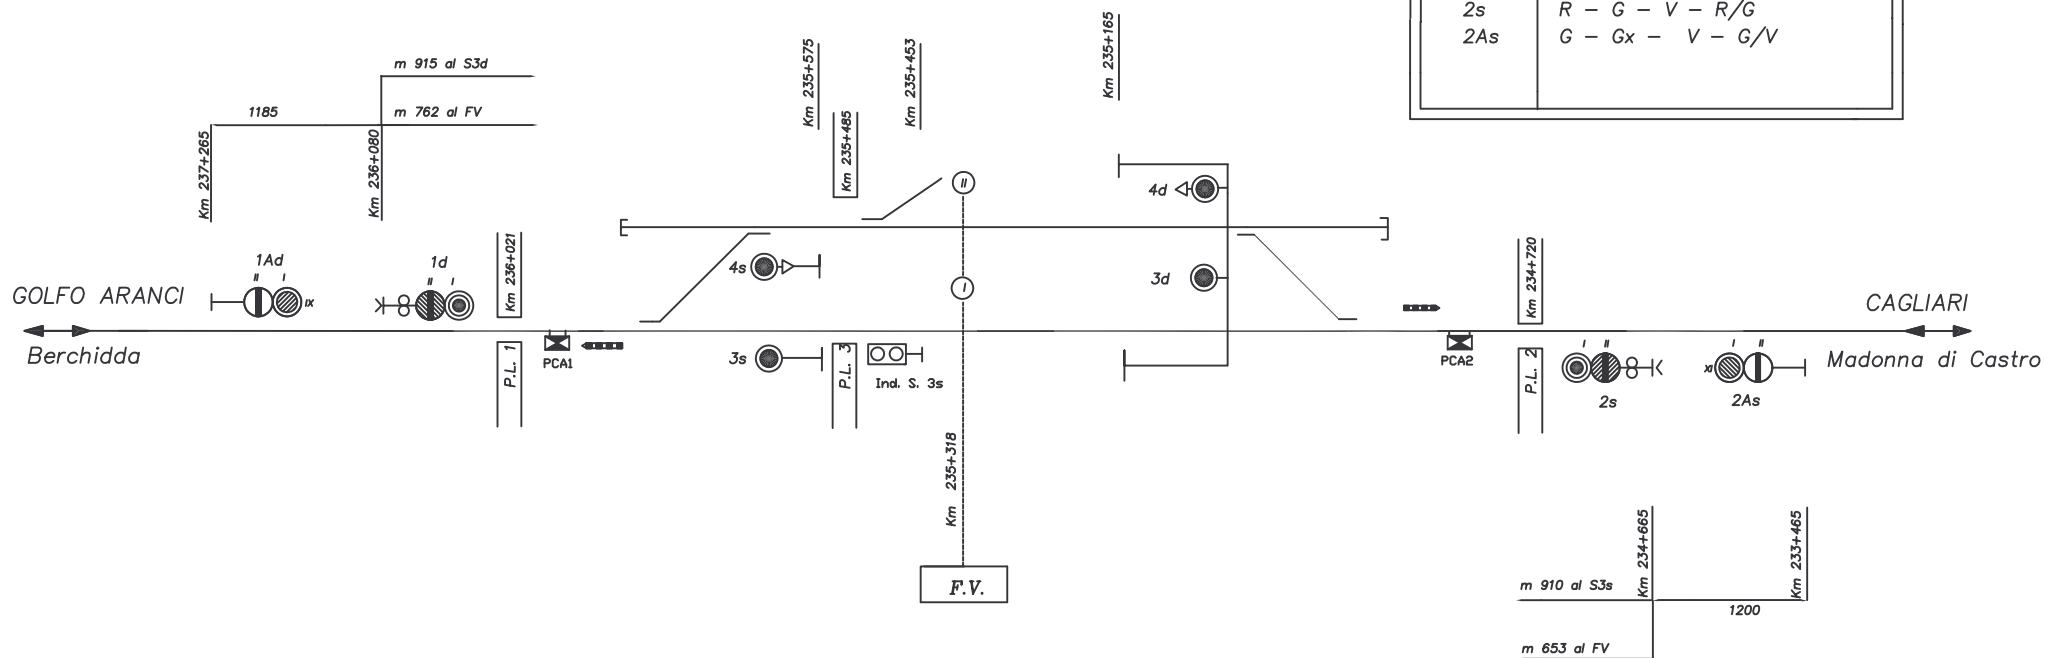 2s R - G - V - R/G
2As G - Gx - V - G/V
m 915 al S3d
1185
m 762 al FV
Km 237+265
Km 236+080
Km 235+575
Km 235+485
Km 235+453
Km 235+165
II
4d
1Ad
II I
IX
1d
II I
Km 236+021
4s
I
3d
Km 234+720
GOLFO ARANCI
CAGLIARI
Berchidda
Madonna di Castro
P.L. 1
PCA1
3s
P.L. 3
Ind. S. 3s
PCA2
P.L. 2
I II
2s
I II
XI
2As
Km 235+318
F.V.
Km 234+665
Km 233+465
m 910 al S3s
1200
m 653 al FV